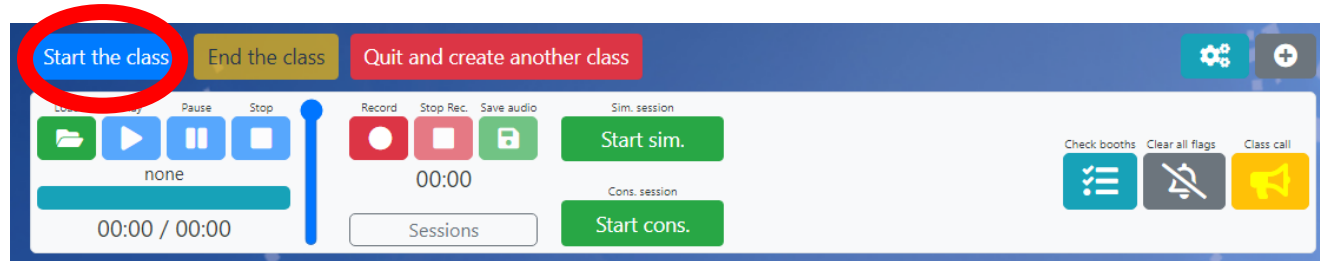 Start the class
End the class
Quit and create another class
Pause
Stop
Record
Stop Rec.
Save audio
Sim. session
Start sim.
Check booths
Clear all flags
Class call
none
00:00
Cons. session
Start cons.
00:00 / 00:00
Sessions